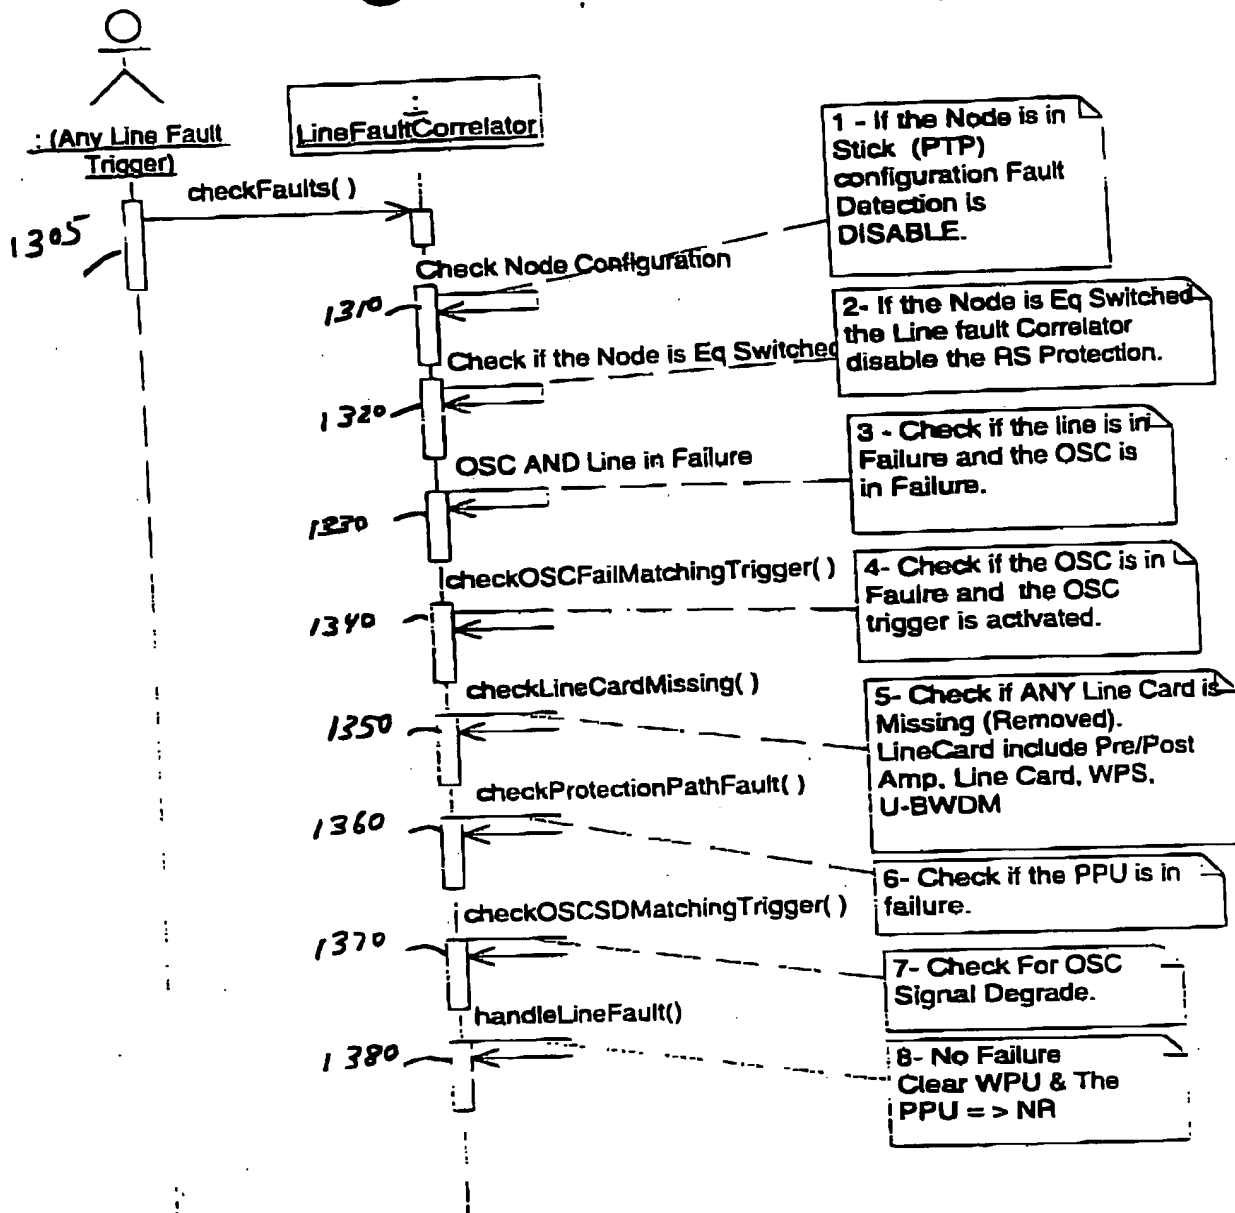 : (Any Line Fault
Trigger)
:
LineFaultCorrelator
checkFaults( )
1305
1 - If the Node is in
Stick (PTP)
configuration Fault
Detection is
DISABLE.
Check Node Configuration
1310
2- If the Node is Eq Switched
the Line fault Correlator
disable the RS Protection.
Check if the Node is Eq Switched
1320
3 - Check if the line is in
Failure and the OSC is
in Failure.
OSC AND Line in Failure
1330
4- Check if the OSC is in
Faulre and the OSC
trigger is activated.
checkOSCFailMatchingTrigger( )
1340
5- Check if ANY Line Card is
Missing (Removed).
LineCard include Pre/Post
Amp, Line Card, WPS,
U-BWDM
checkLineCardMissing( )
1350
checkProtectionPathFault( )
1360
6- Check if the PPU is in
failure.
checkOSCSDMatchingTrigger( )
1370
7- Check For OSC
Signal Degrade.
handleLineFault()
1380
8- No Failure
Clear WPU & The
PPU = > NR